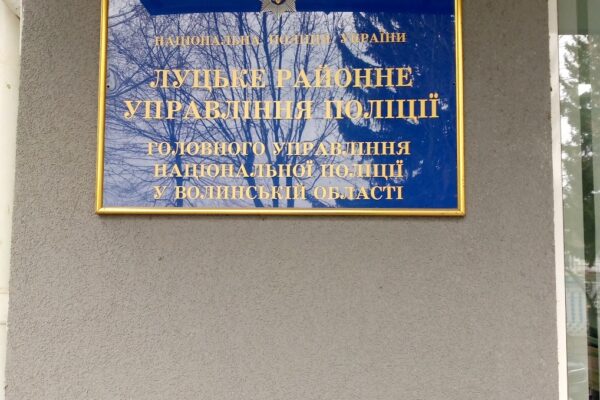 НАЦІОНАЛЬНА ПОЛІЦІЯ УКРАЇНИ
ЛУЦЬКЕ РАЙОННЕ
УПРАВЛІННЯ ПОЛІЦІЇ
ГОЛОВНОГО УПРАВЛІННЯ
НАЦІОНАЛЬНОЇ ПОЛІЦІЇ
У ВОЛИНСЬКІЙ ОБЛАСТІ